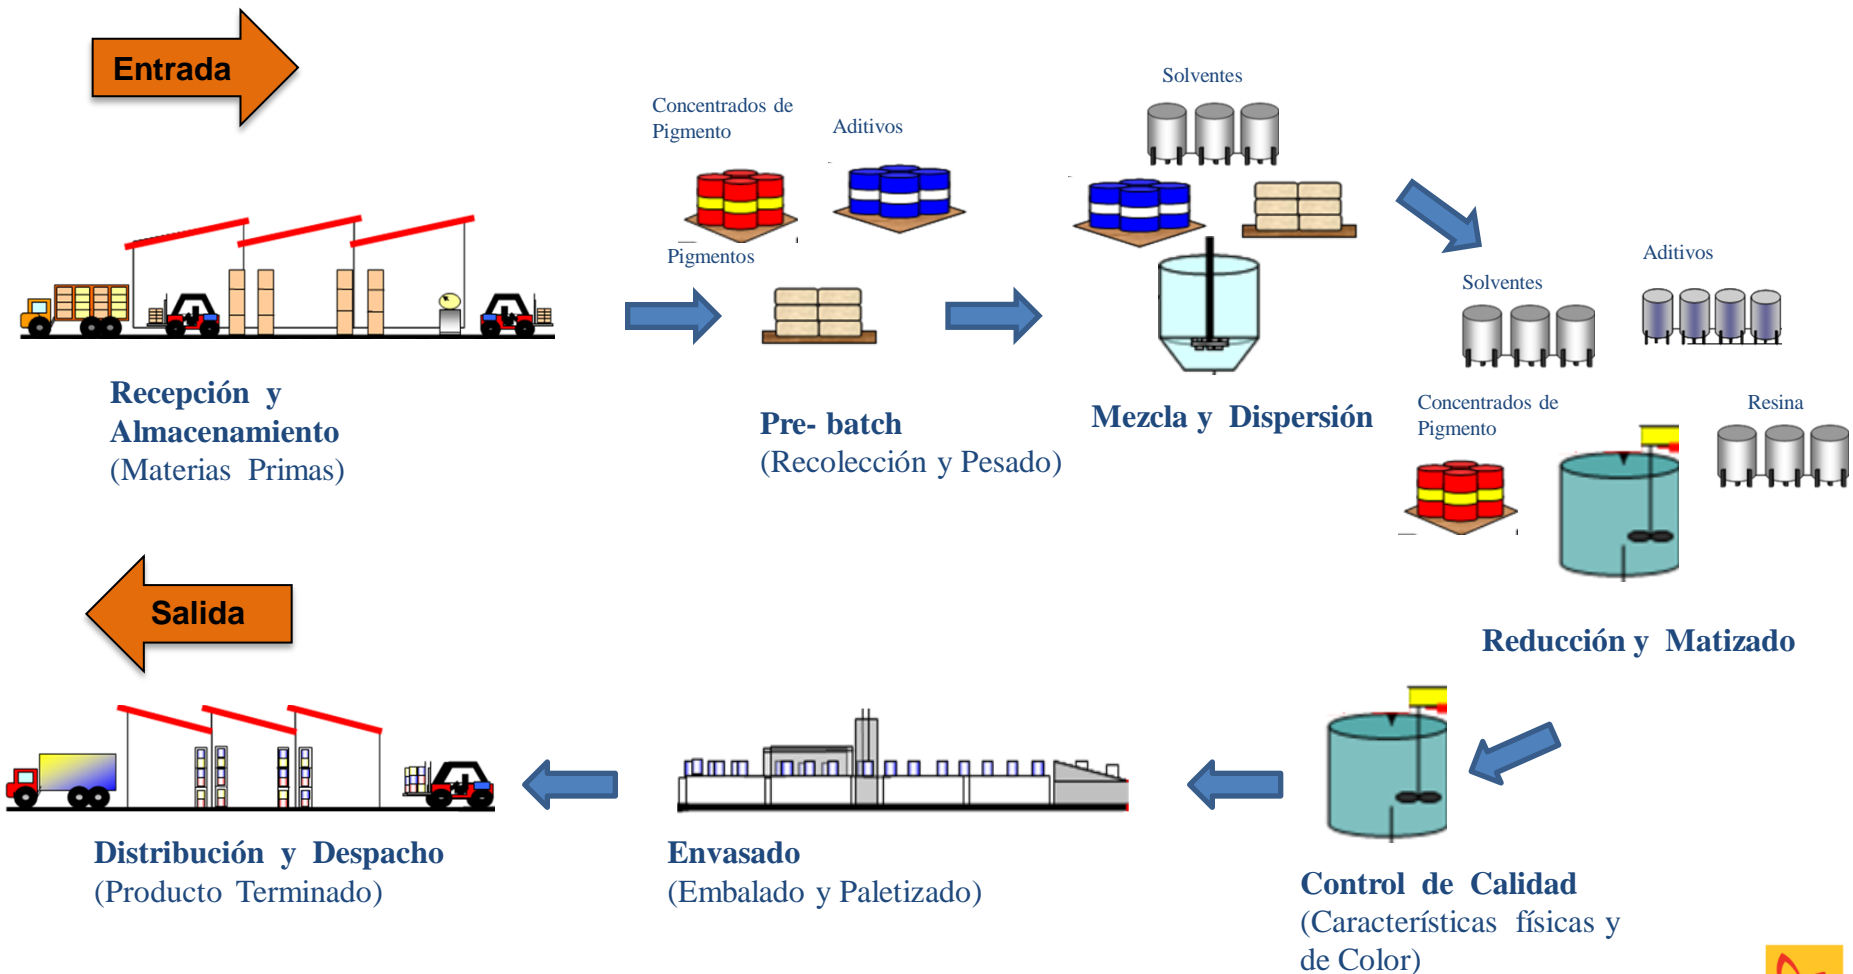 Entrada
Solventes
Concentrados de
Pigmento
Aditivos
Pigmentos
Recepción y
Almacenamiento
(Materias Primas)
Pre- batch
(Recolección y Pesado)
Mezcla y Dispersión
Solventes
Aditivos
Concentrados de
Pigmento
Resina
Reducción y Matizado
Salida
Distribución y Despacho
(Producto Terminado)
Envasado
(Embalado y Paletizado)
Control de Calidad
(Características físicas y
de Color)